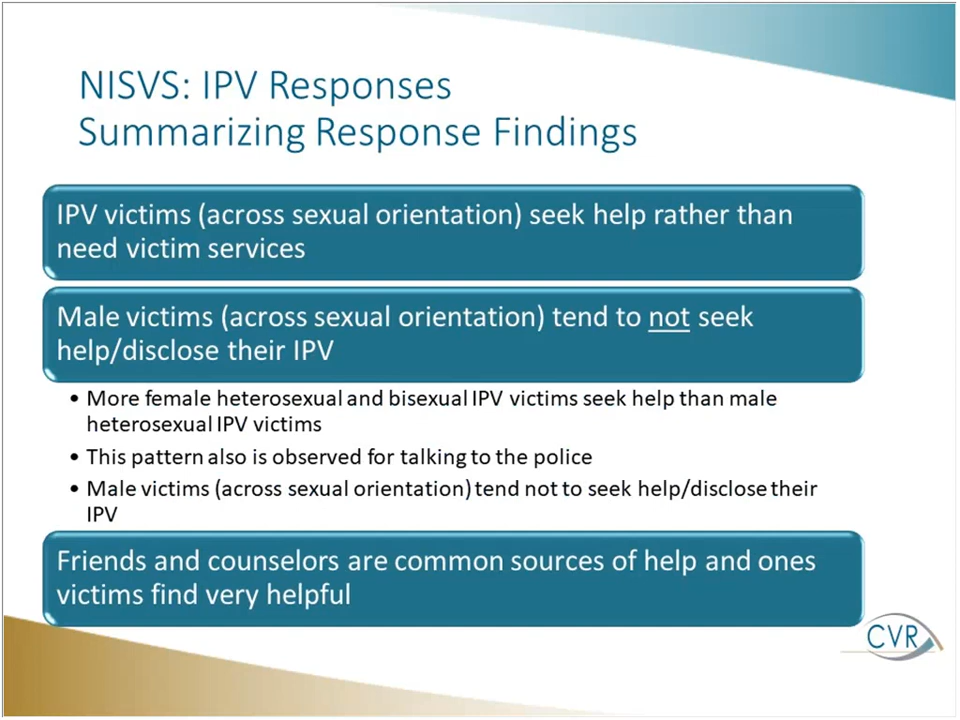 NISVS: IPV Responses
Summarizing Response Findings
IPV victims (across sexual orientation) seek help rather than
need victim services
Male victims (across sexual orientation) tend to not seek
help/disclose their IPV
• More female heterosexual and bisexual IPV victims seek help than male
heterosexual IPV victims
• This pattern also is observed for talking to the police
• Male victims (across sexual orientation) tend not to seek help/disclose their
IPV
Friends and counselors are common sources of help and ones
victims find very helpful
CVR